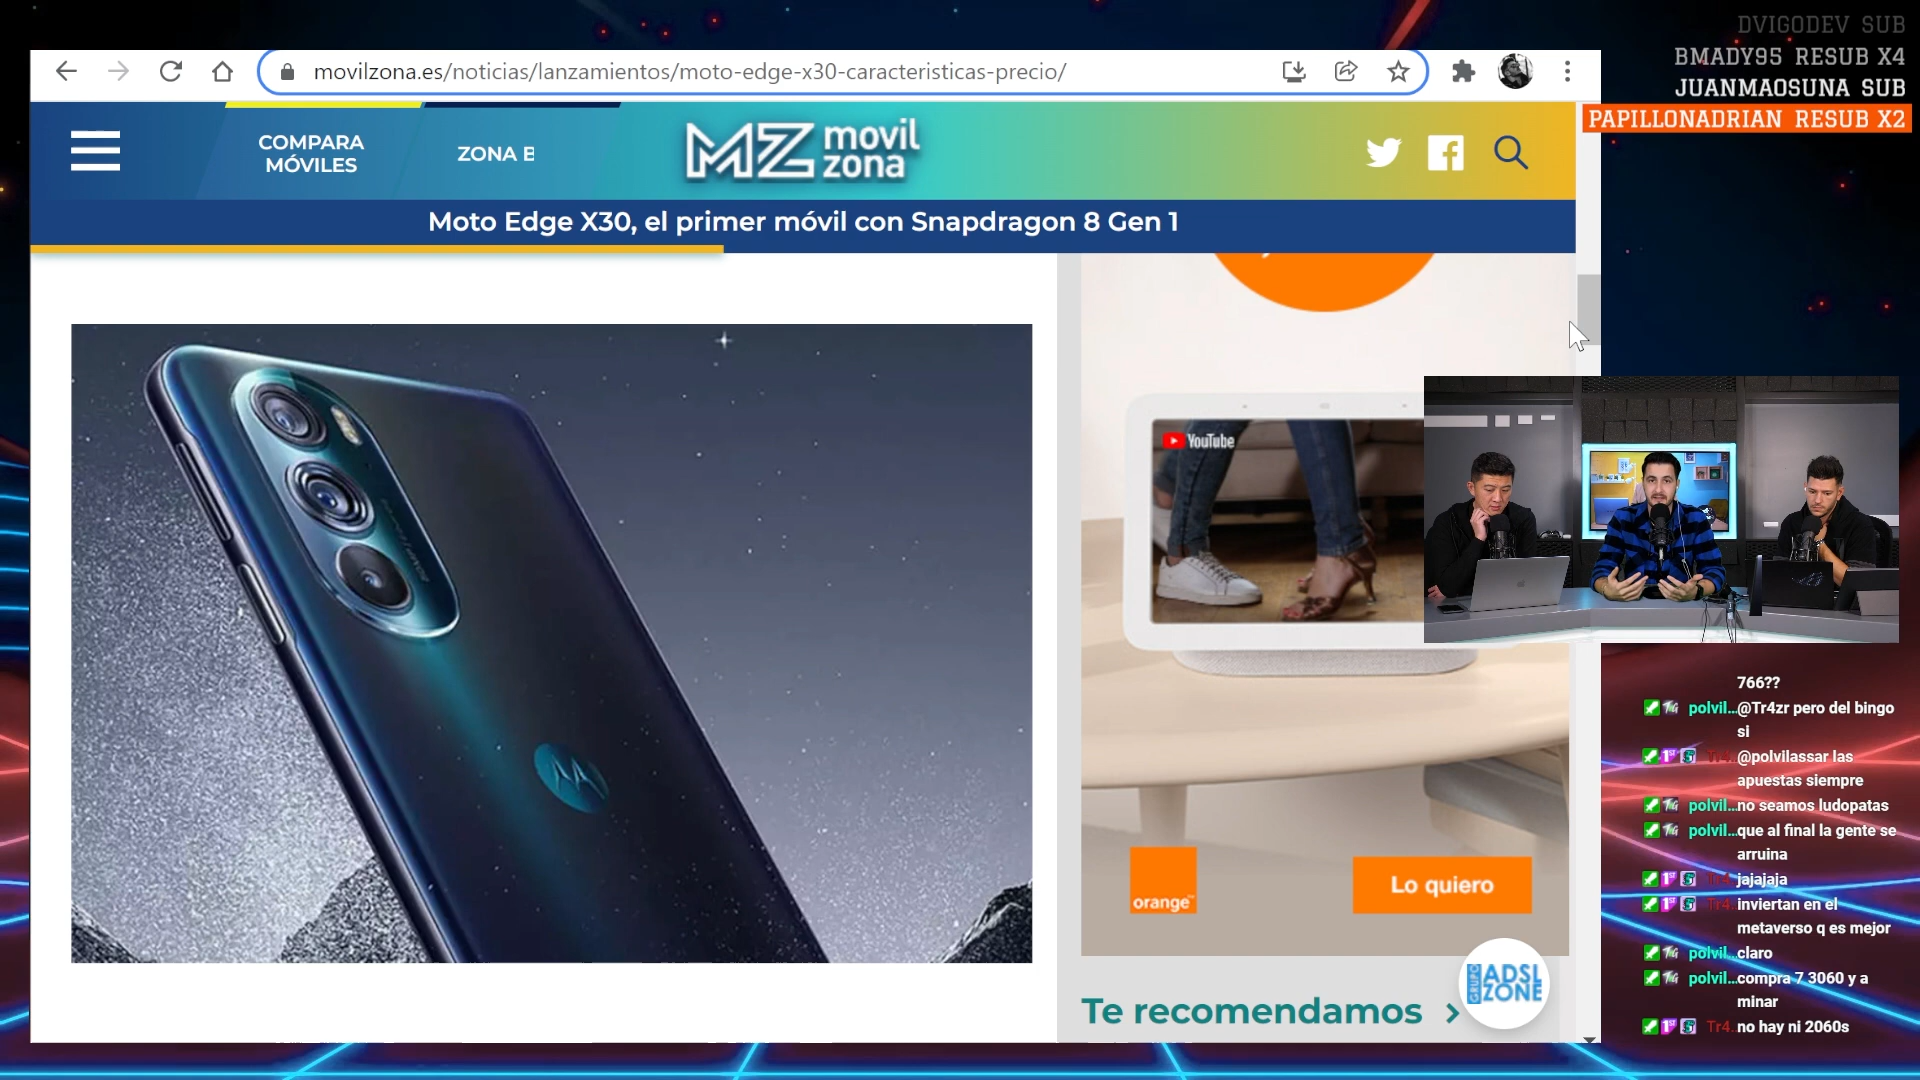 DVIGODEV SUB
BMADY95 RESUB X4
JUANMAOSUNA SUB
PAPILLONADRIAN RESUB X2
movilzona.es/noticias/lanzamientos/moto-edge-x30-caracteristicas-precio/
COMPARA
MÓVILES
ZONA B
MZ movil
zona
Moto Edge X30, el primer móvil con Snapdragon 8 Gen 1
YouTube
orange
Lo quiero
Te recomendamos
GRUPO
ADSL
ZONE
766??
polvil...@Tr4zr pero del bingo
si
Tr4. @polvilassar las
apuestas siempre
polvil...no seamos ludopatas
polvil...que al final la gente se
arruina
Tr4. jajajaja
Tr4. inviertan en el
metaverso q es mejor
polvil...claro
polvil...compra 7 3060 y a
minar
Tr4. no hay ni 2060s